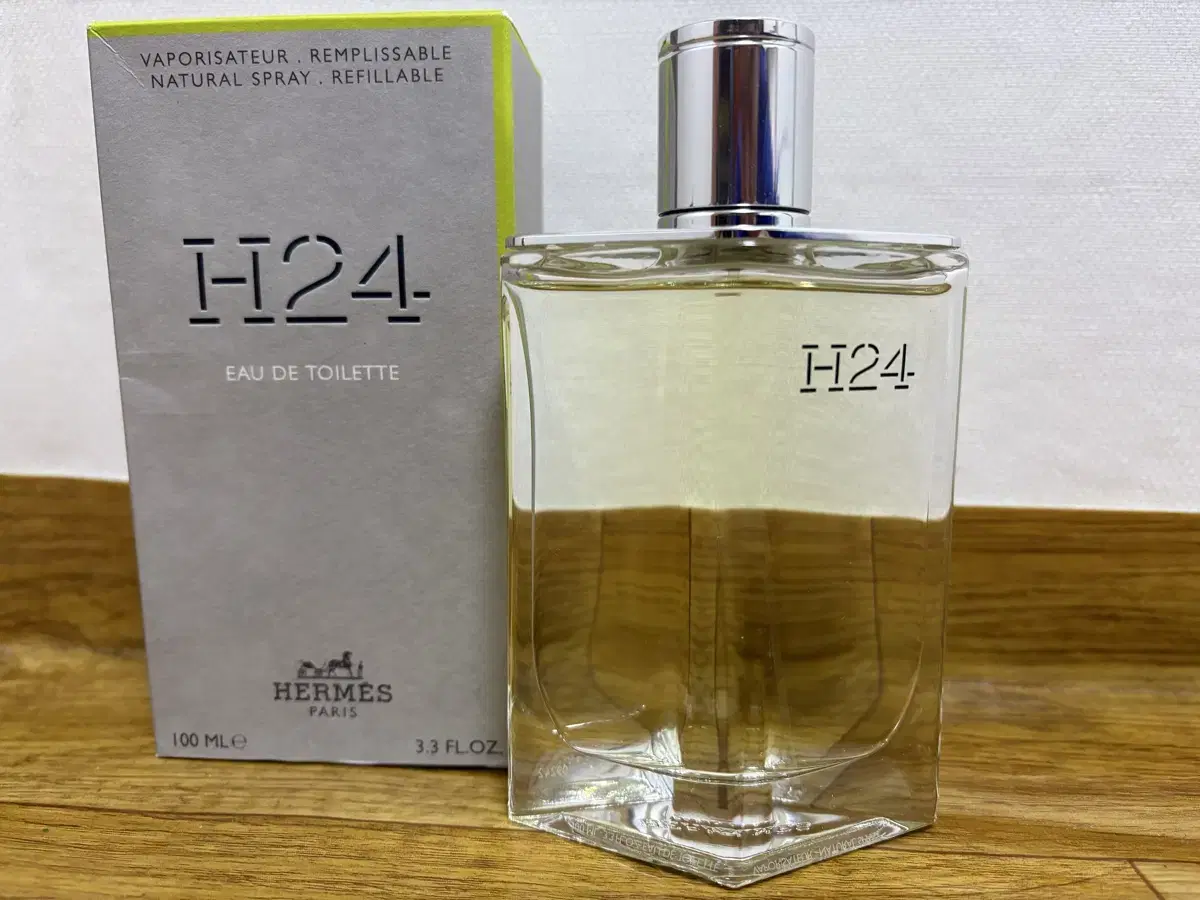 VAPORISATEUR . REMPLISSABLE
NATURAL SPRAY . REFILLABLE
H24
EAU DE TOILETTE
HERMÈS
PARIS
100 ML℮
3.3 FL.OZ.
H24